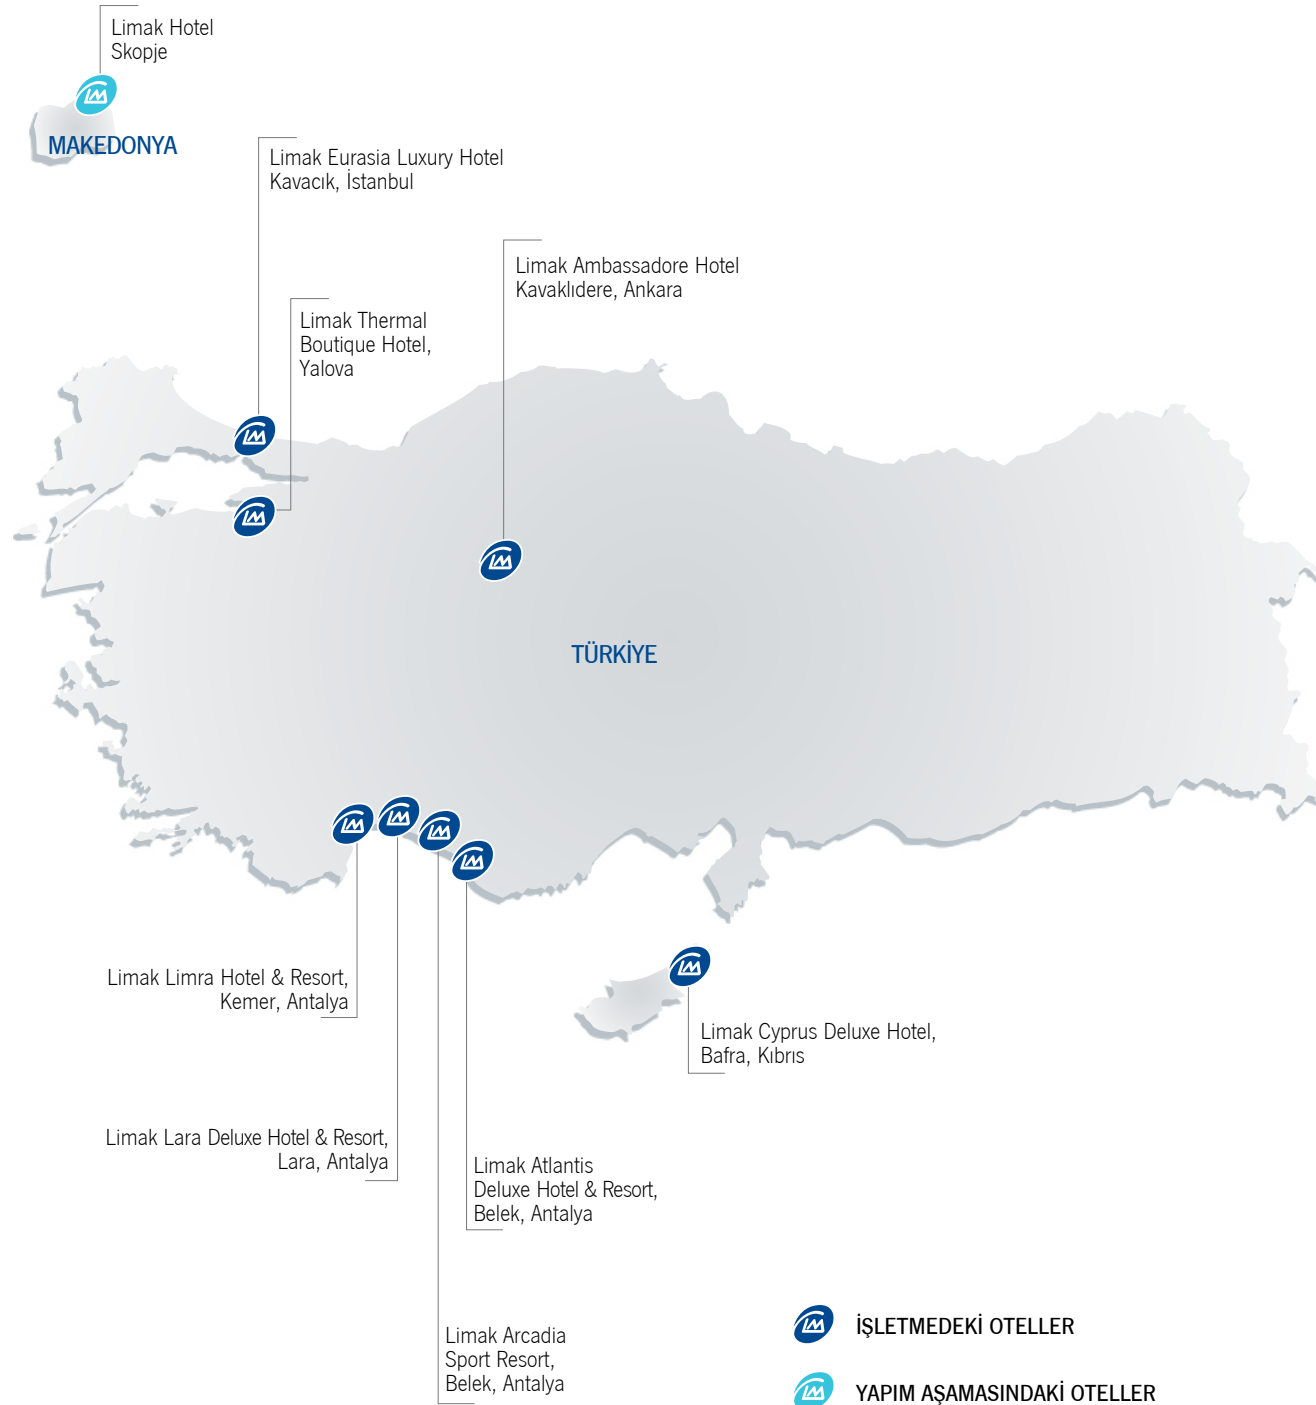 Limak Hotel
Skopje
MAKEDONYA
Limak Eurasia Luxury Hotel
Kavacık, İstanbul
Limak Ambassadore Hotel
Kavaklıdere, Ankara
Limak Thermal
Boutique Hotel,
Yalova
TÜRKİYE
Limak Limra Hotel & Resort,
Kemer, Antalya
Limak Cyprus Deluxe Hotel,
Bafra, Kıbrıs
Limak Lara Deluxe Hotel & Resort,
Lara, Antalya
Limak Atlantis
Deluxe Hotel & Resort,
Belek, Antalya
Limak Arcadia
Sport Resort,
Belek, Antalya
İŞLETMEDEKİ OTELLER
YAPIM AŞAMASINDAKİ OTELLER